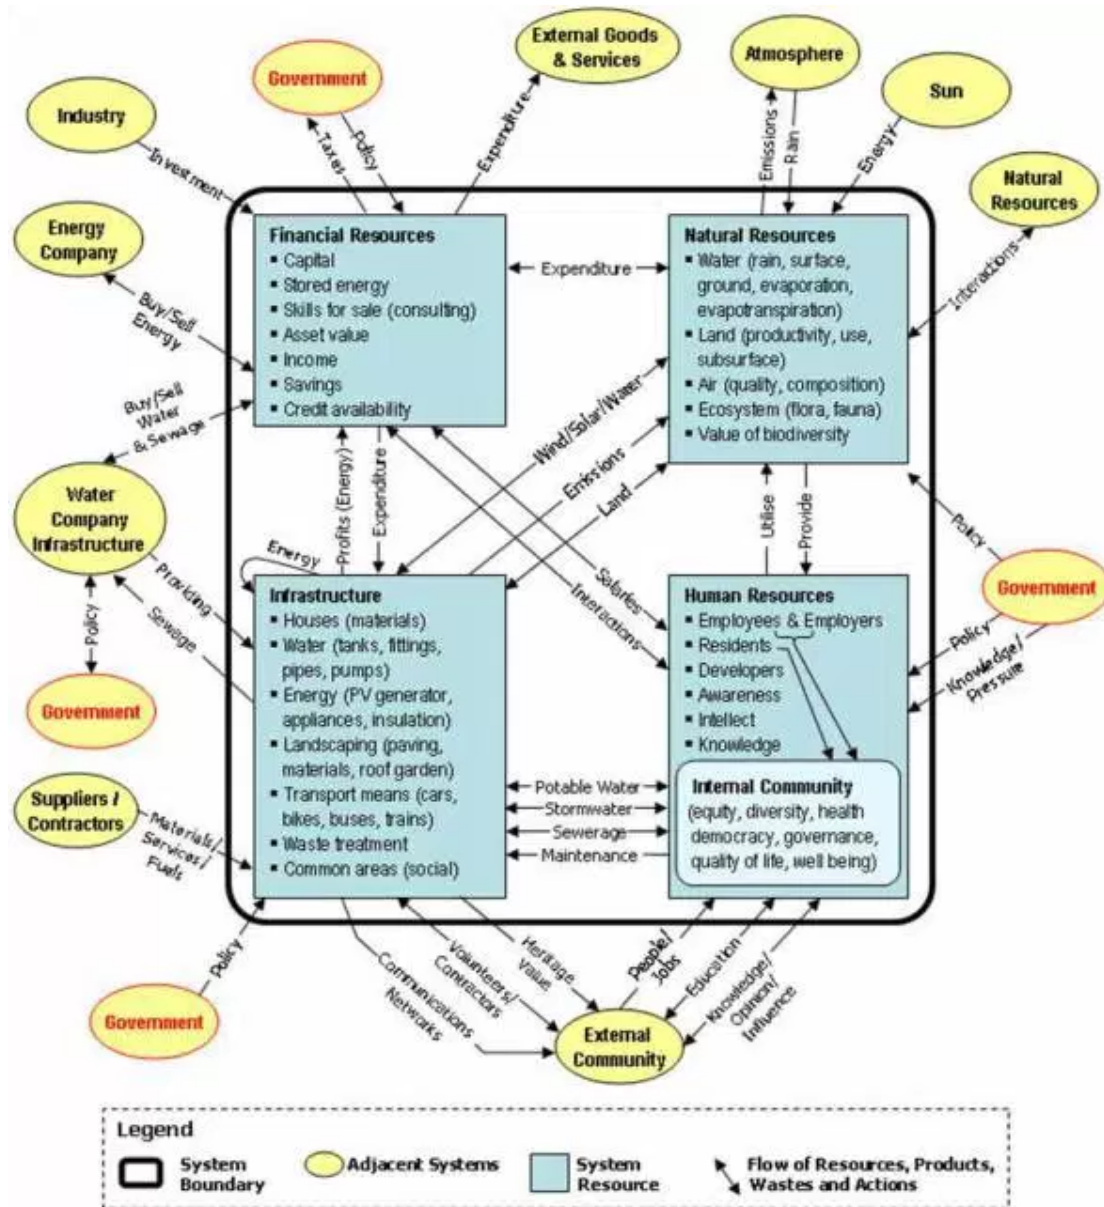 External Goods
& Services
Atmosphere
Government
Sun
Industry
Investment
Taxes
Policy
Expenditure
Emissions
Rain
Energy
Natural
Resources
Energy
Company
Buy/Sell
Energy
Interactions
Financial Resources
▪ Capital
▪ Stored energy
▪ Skills for sale (consulting)
▪ Asset value
▪ Income
▪ Savings
▪ Credit availability
Expenditure
Natural Resources
▪ Water (rain, surface,
ground, evaporation,
evapotranspiration)
▪ Land (productivity, use,
subsurface)
▪ Air (quality, composition)
▪ Ecosystem (flora, fauna)
▪ Value of biodiversity
Buy/Sell
Water
& Sewage
Water
Company
Infrastructure
Profits (Energy)
Expenditure
Wind/Solar/Water
Emissions
Land
Utilise
Provide
Policy
Government
Policy
Knowledge/
Pressure
Energy
Salaries
Interactions
Providing
Sewage
Policy
Government
Infrastructure
▪ Houses (materials)
▪ Water (tanks, fittings,
pipes, pumps)
▪ Energy (PV generator,
appliances, insulation)
▪ Landscaping (paving,
materials, roof garden)
▪ Transport means (cars,
bikes, buses, trains)
▪ Waste treatment
▪ Common areas (social)
Human Resources
▪ Employees & Employers
▪ Residents
▪ Developers
▪ Awareness
▪ Intellect
▪ Knowledge
Internal Community
(equity, diversity, health
democracy, governance,
quality of life, well being)
Potable Water
Stormwater
Sewerage
Maintenance
Suppliers /
Contractors
Materials/
Services/
Fuels
Policy
Government
Communications
Networks
Volunteers/
Contractors
Heritage
Value
People/
Jobs
Education
Knowledge/
Opinion/
Influence
External
Community
Legend
System
Boundary
Adjacent Systems
System
Resource
Flow of Resources, Products,
Wastes and Actions